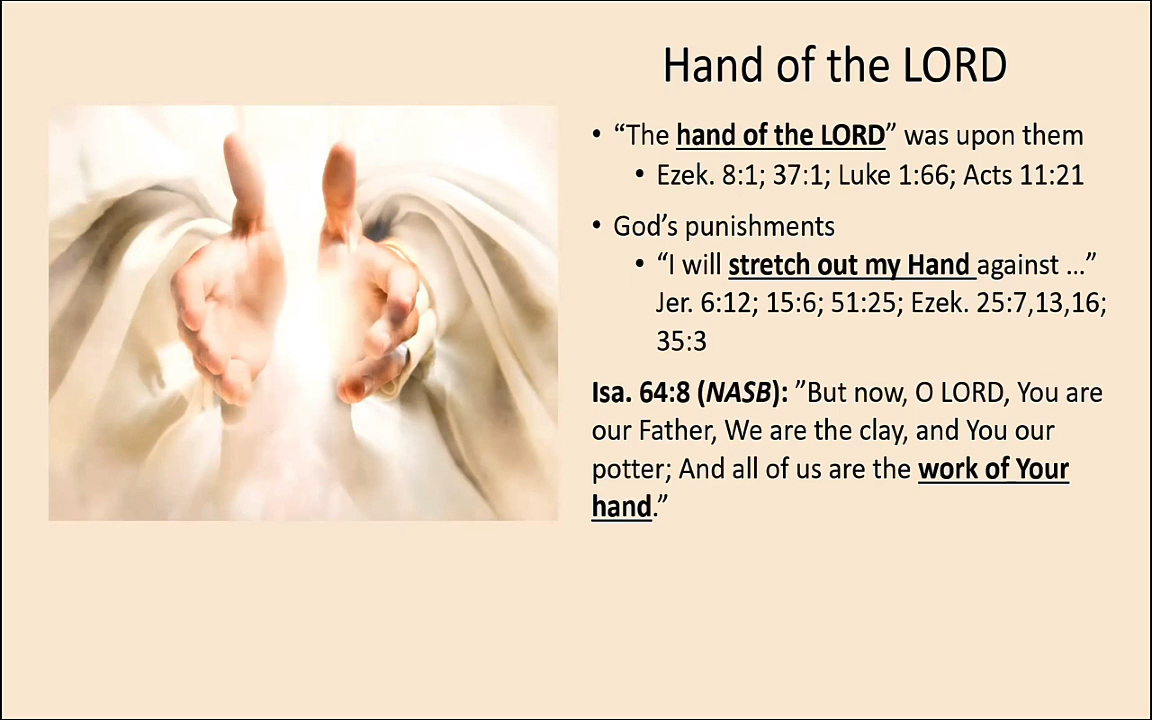 Hand of the LORD
• “The hand of the LORD” was upon them
• Ezek. 8:1; 37:1; Luke 1:66; Acts 11:21
• God’s punishments
• “I will stretch out my Hand against ...”
Jer. 6:12; 15:6; 51:25; Ezek. 25:7,13,16;
35:3
Isa. 64:8 (NASB): ”But now, O LORD, You are
our Father, We are the clay, and You our
potter; And all of us are the work of Your
hand.”